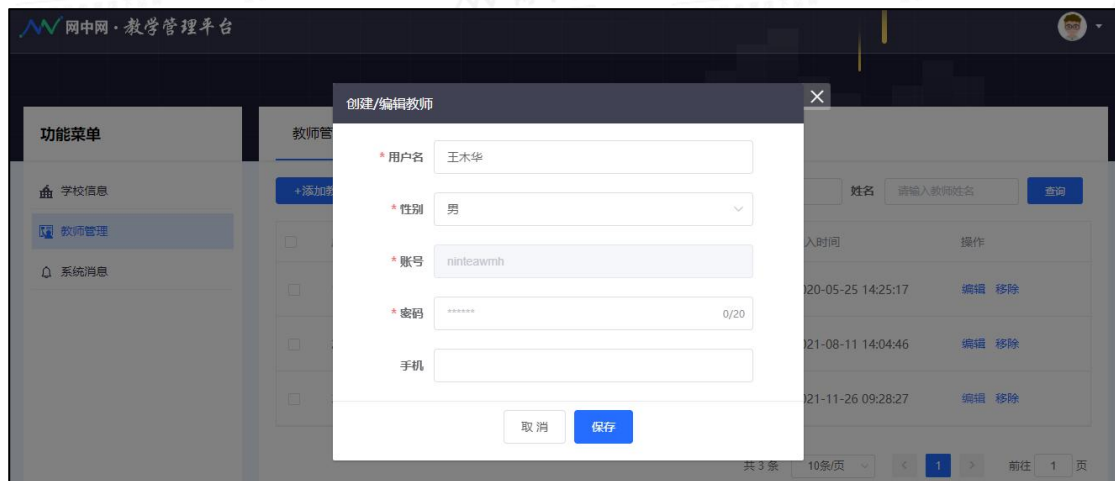 网中网·教学管理平台
创建/编辑教师
功能菜单
教师管
* 用户名 王木华
学校信息
+添加教
姓名 请输入教师姓名 查询
* 性别 男
教师管理
入时间 操作
* 账号 ninteawmh
系统消息
020-05-25 14:25:17 编辑 移除
* 密码 ****** 0/20
021-08-11 14:04:46 编辑 移除
手机
021-11-26 09:28:27 编辑 移除
取消 保存
共 3 条 10条/页 < 1 > 前往 1 页